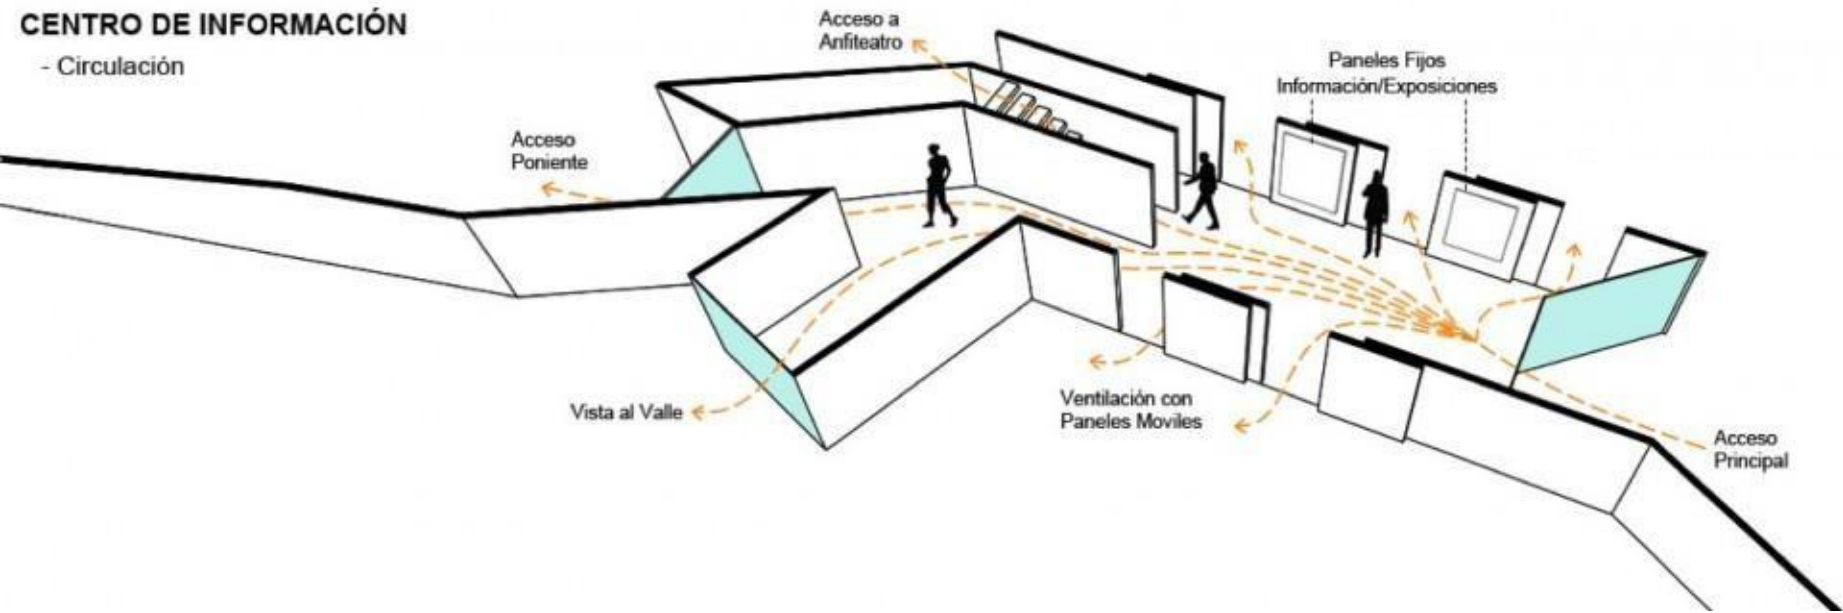 CENTRO DE INFORMACIÓN
- Circulación
Acceso a
Anfiteatro
Paneles Fijos
Información/Exposiciones
Acceso
Poniente
Vista al Valle
Ventilación con
Paneles Moviles
Acceso
Principal